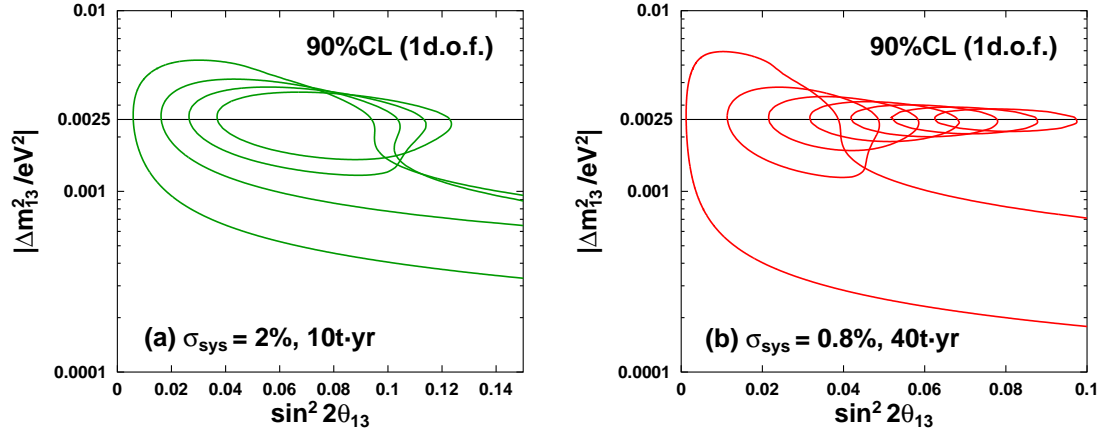 0.01
90%CL (1d.o.f.)
0.0025
0.001
0.0001
|Δm²₁₃/eV²|
(a) σsys = 2%, 10t·yr
0 0.02 0.04 0.06 0.08 0.1 0.12 0.14
sin² 2θ₁₃
0.01
90%CL (1d.o.f.)
0.0025
0.001
0.0001
|Δm²₁₃/eV²|
(b) σsys = 0.8%, 40t·yr
0 0.02 0.04 0.06 0.08 0.1
sin² 2θ₁₃